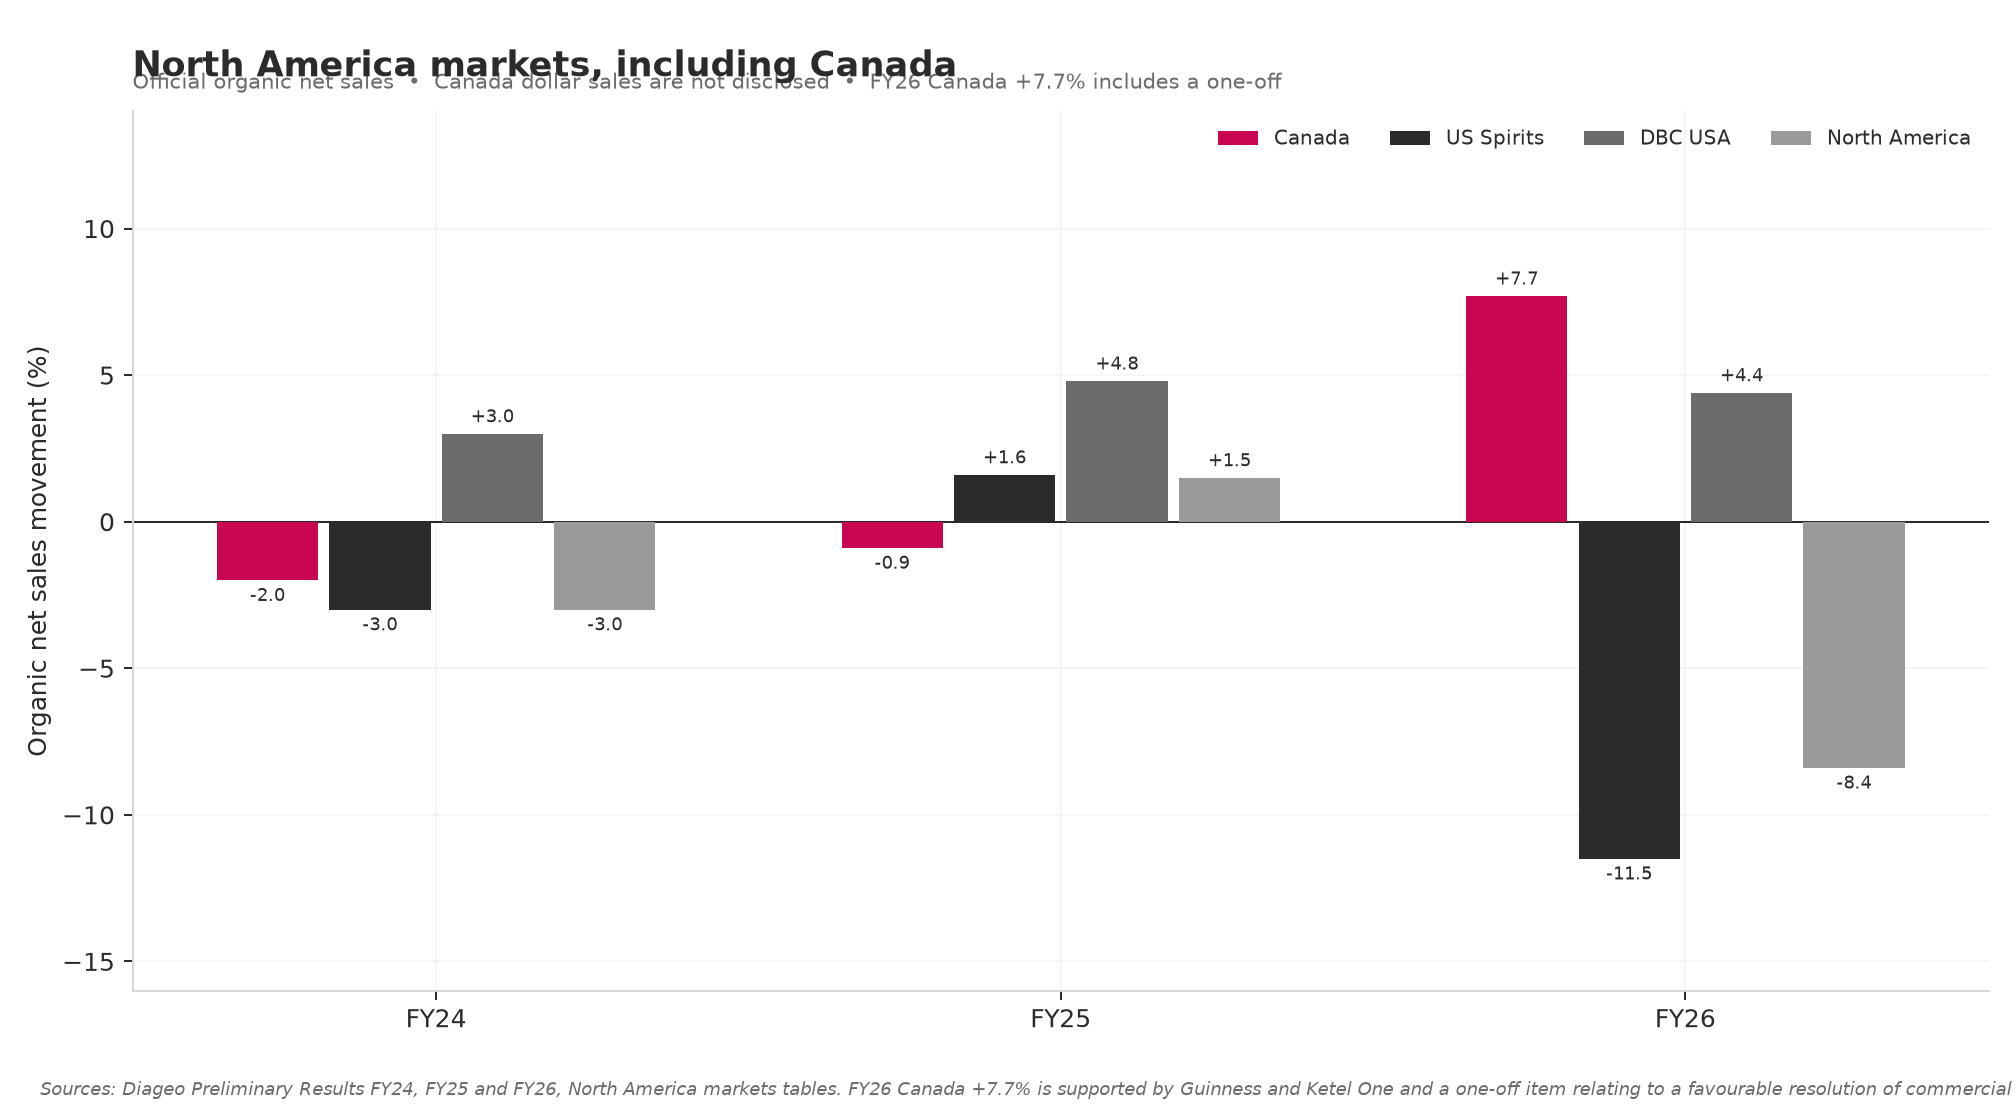 North America markets, including Canada
Official organic net sales • Canada dollar sales are not disclosed • FY26 Canada +7.7% includes a one-off
Canada
US Spirits
DBC USA
North America
Organic net sales movement (%)
10
5
0
−5
−10
−15
-2.0
-3.0
+3.0
-3.0
-0.9
+1.6
+4.8
+1.5
+7.7
-11.5
+4.4
-8.4
FY24
FY25
FY26
Sources: Diageo Preliminary Results FY24, FY25 and FY26, North America markets tables. FY26 Canada +7.7% is supported by Guinness and Ketel One and a one-off item relating to a favourable resolution of commercial